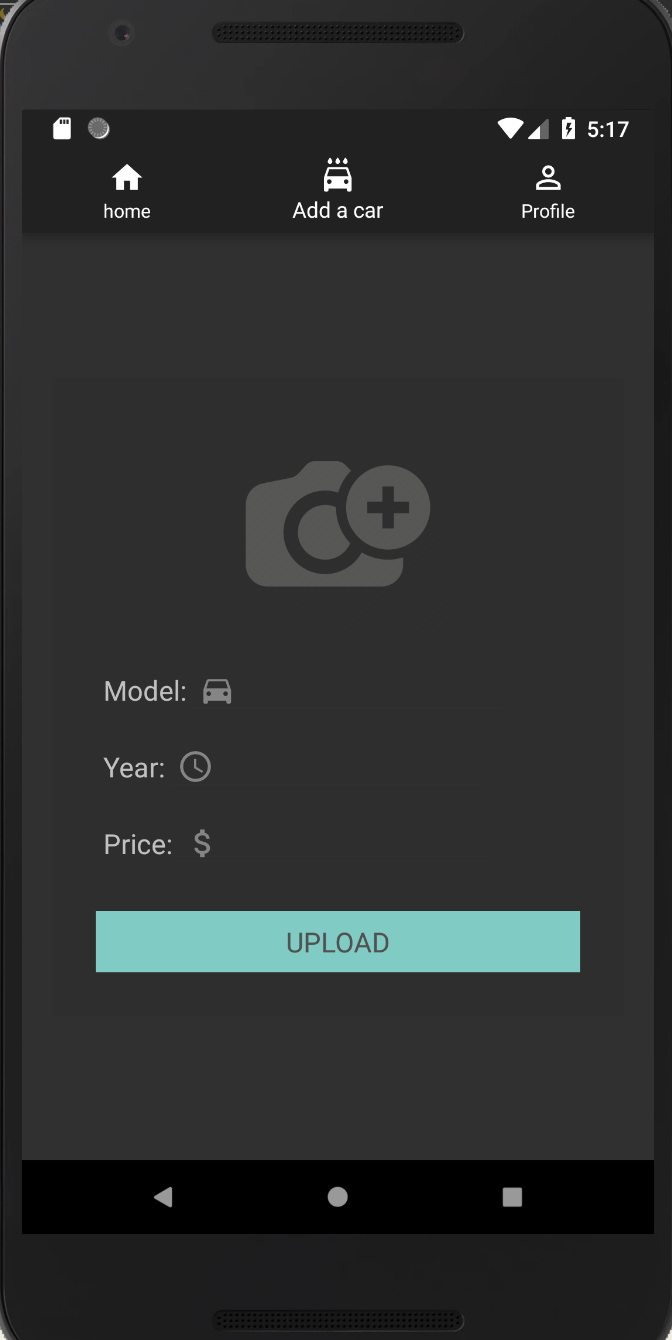 5:17
home Add a car Profile
Model:
Year:
Price: $
UPLOAD